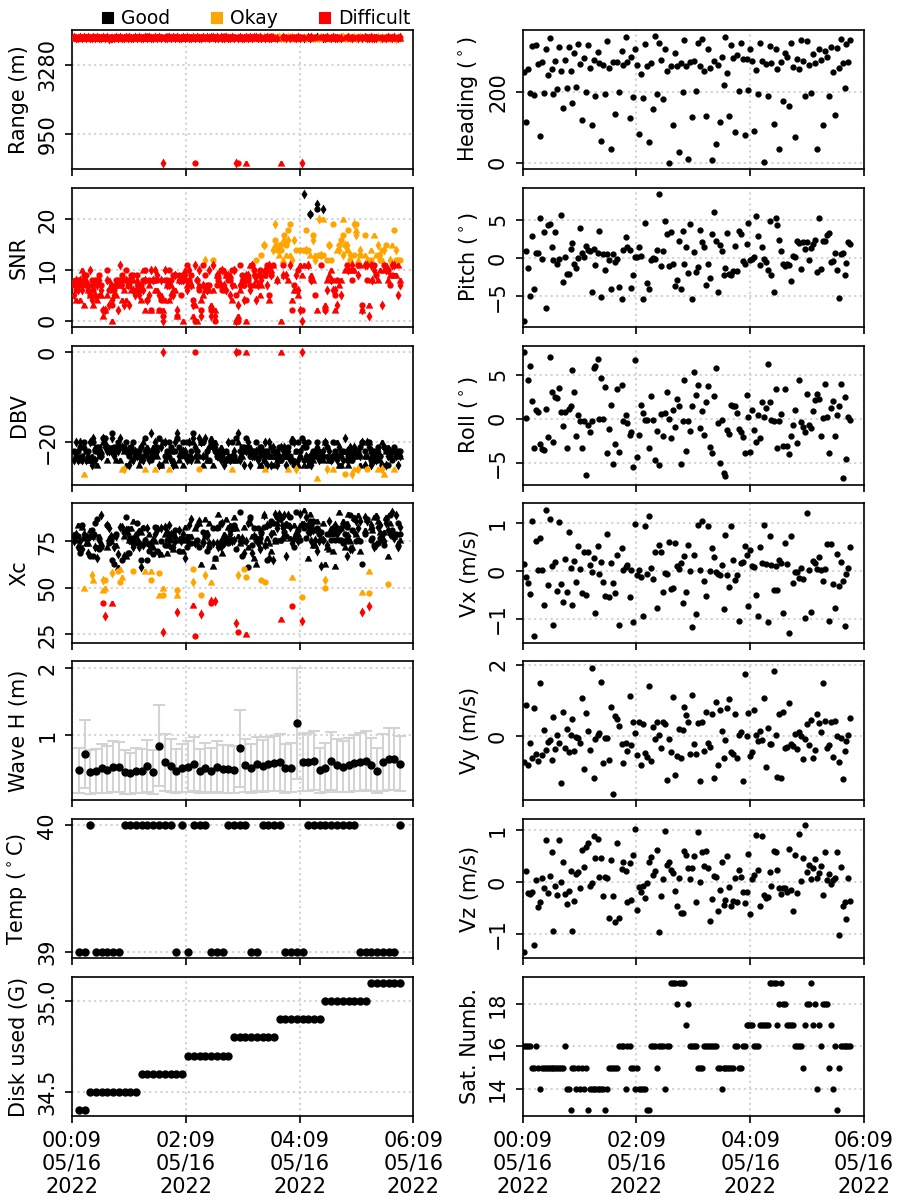 Good Okay Difficult
Range (m)
3280
950
Heading (°)
200
0
SNR
20
10
0
Pitch (°)
5
0
−5
DBV
0
−20
Roll (°)
5
0
−5
Xc
75
50
25
Vx (m/s)
1
0
−1
Wave H (m)
2
1
Vy (m/s)
2
0
Temp (°C)
40
39
Vz (m/s)
1
0
−1
Disk used (G)
35.0
34.5
Sat. Numb.
18
16
14
00:09 02:09 04:09 06:09 00:09 02:09 04:09 06:09
05/16 05/16 05/16 05/16 05/16 05/16 05/16 05/16
2022 2022 2022 2022 2022 2022 2022 2022